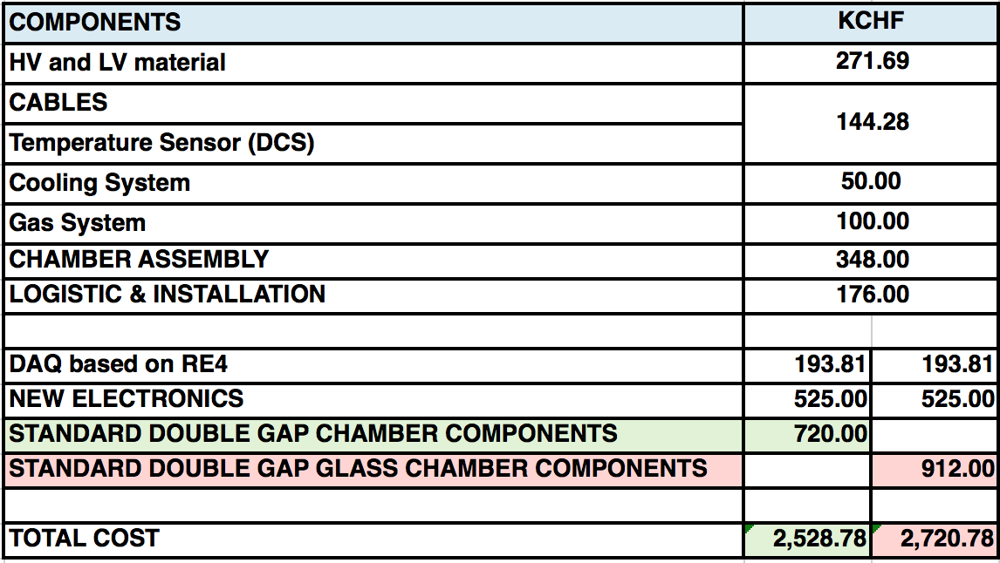 COMPONENTS KCHF
HV and LV material 271.69
CABLES
144.28
Temperature Sensor (DCS)
Cooling System 50.00
Gas System 100.00
CHAMBER ASSEMBLY 348.00
LOGISTIC & INSTALLATION 176.00
DAQ based on RE4 193.81 193.81
NEW ELECTRONICS 525.00 525.00
STANDARD DOUBLE GAP CHAMBER COMPONENTS 720.00
STANDARD DOUBLE GAP GLASS CHAMBER COMPONENTS 912.00
TOTAL COST 2,528.78 2,720.78